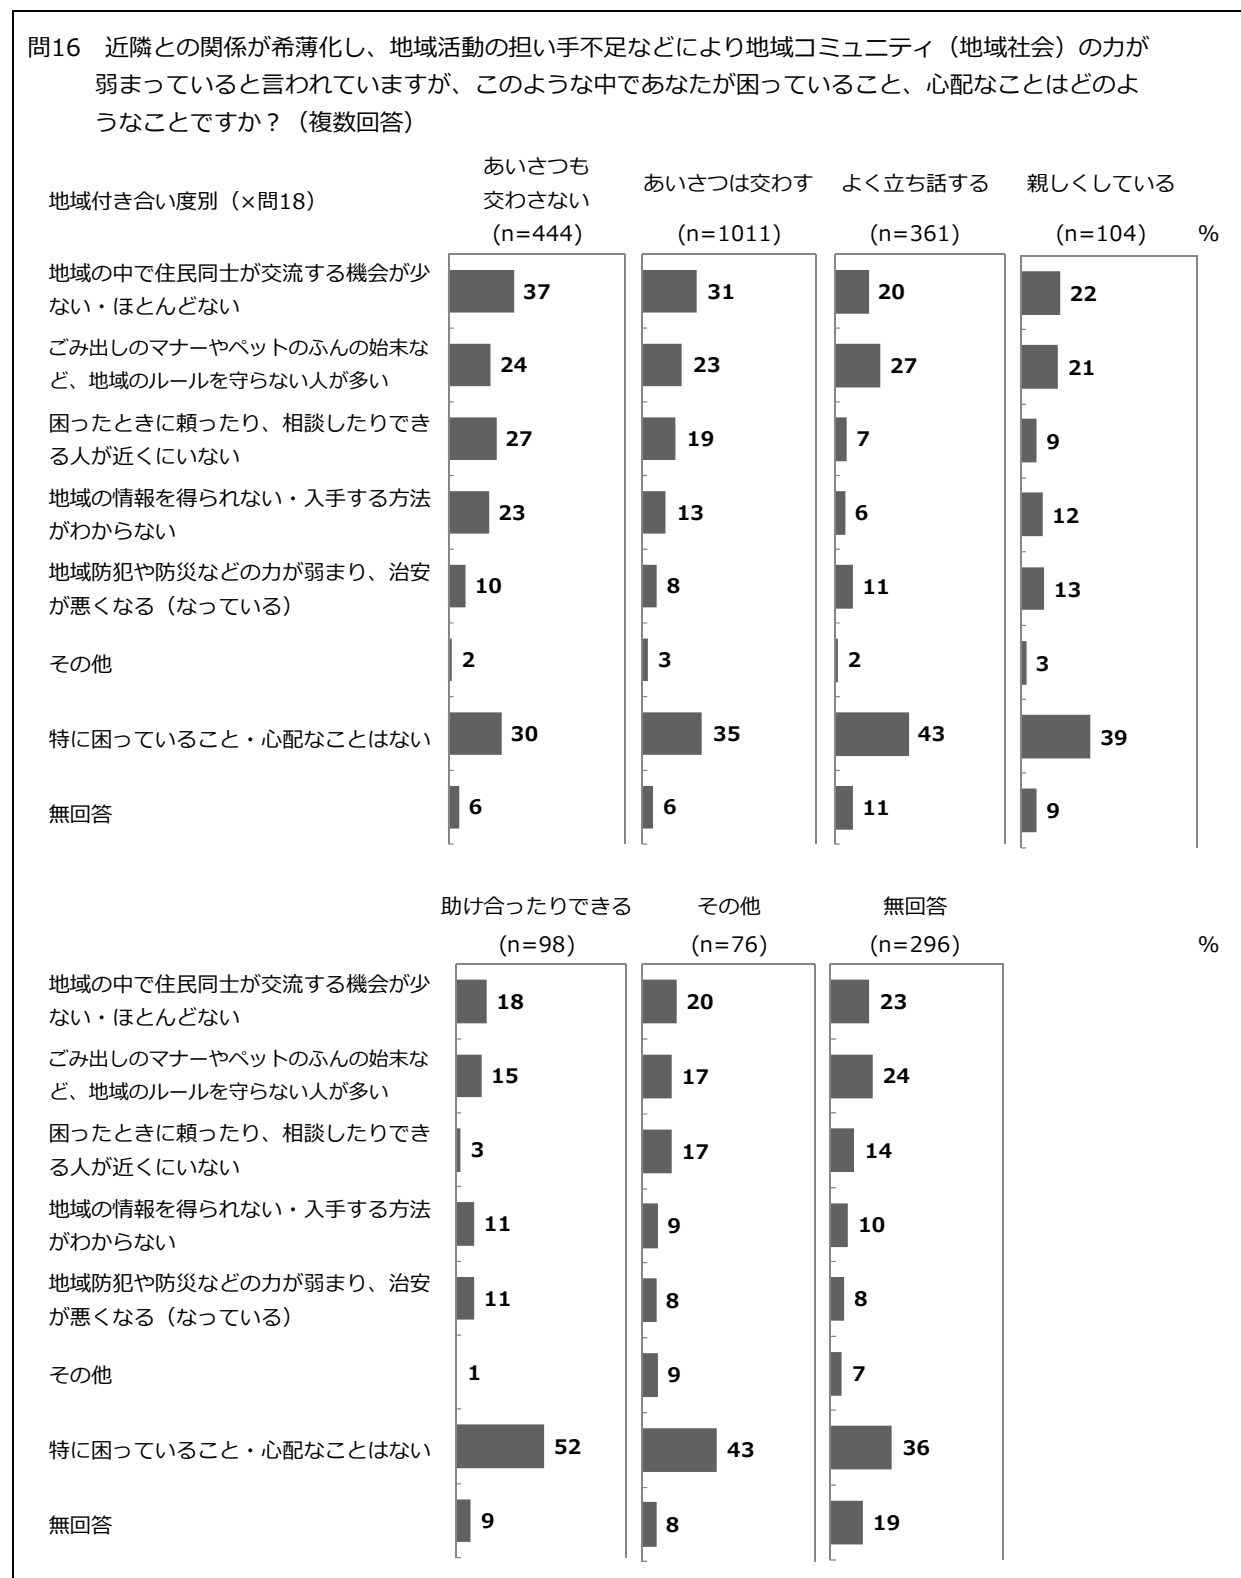 問16　近隣との関係が希薄化し、地域活動の担い手不足などにより地域コミュニティ（地域社会）の力が
弱まっていると言われていますが、このような中であなたが困っていること、心配なことはどのよ
うなことですか？（複数回答）
地域付き合い度別（×問18）
あいさつも
交わさない
あいさつは交わす
よく立ち話する
親しくしている
(n=444)
(n=1011)
(n=361)
(n=104)
%
地域の中で住民同士が交流する機会が少
ない・ほとんどない
37
31
20
22
ごみ出しのマナーやペットのふんの始末な
ど、地域のルールを守らない人が多い
24
23
27
21
困ったときに頼ったり、相談したりでき
る人が近くにいない
27
19
7
9
地域の情報を得られない・入手する方法
がわからない
23
13
6
12
地域防犯や防災などの力が弱まり、治安
が悪くなる（なっている）
10
8
11
13
その他
2
3
2
3
特に困っていること・心配なことはない
30
35
43
39
無回答
6
6
11
9
助け合ったりできる
その他
無回答
(n=98)
(n=76)
(n=296)
%
地域の中で住民同士が交流する機会が少
ない・ほとんどない
18
20
23
ごみ出しのマナーやペットのふんの始末な
ど、地域のルールを守らない人が多い
15
17
24
困ったときに頼ったり、相談したりでき
る人が近くにいない
3
17
14
地域の情報を得られない・入手する方法
がわからない
11
9
10
地域防犯や防災などの力が弱まり、治安
が悪くなる（なっている）
11
8
8
その他
1
9
7
特に困っていること・心配なことはない
52
43
36
無回答
9
8
19